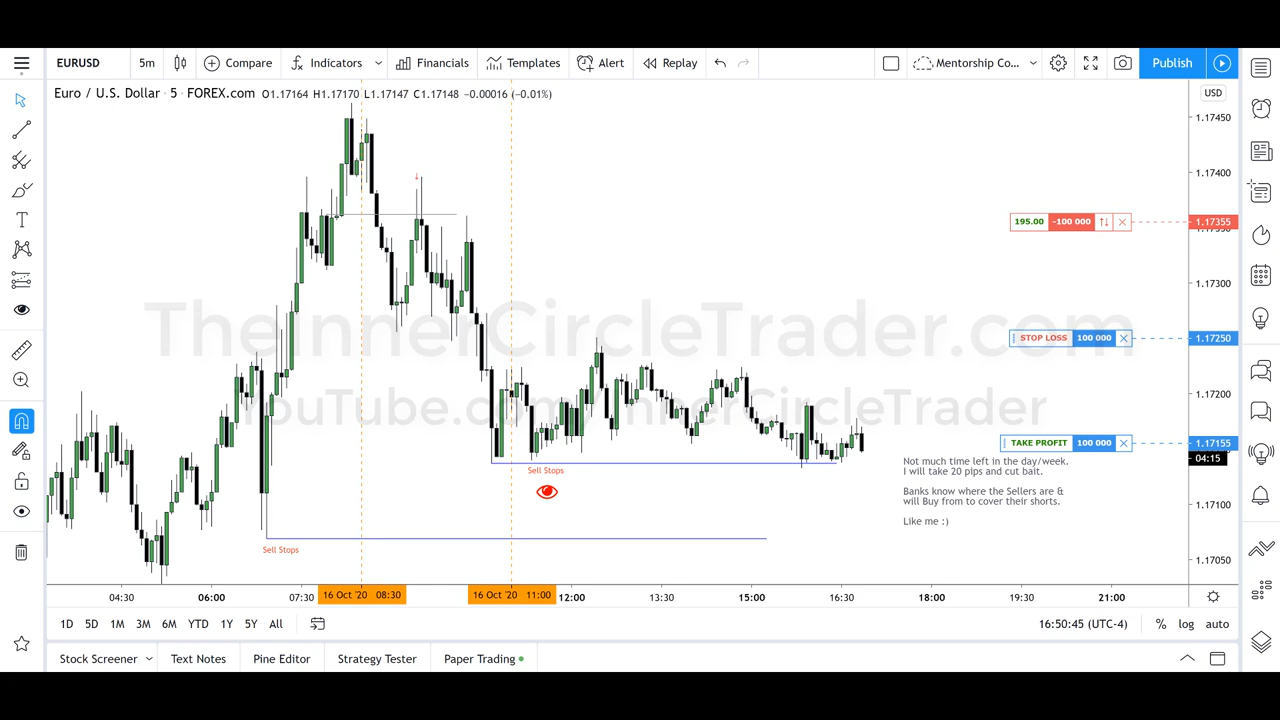 EURUSD 5m Compare Indicators Financials Templates Alert Replay Mentorship Co... Publish
Euro / U.S. Dollar · 5 · FOREX.com O1.17164 H1.17170 L1.17147 C1.17148 −0.00016 (−0.01%)
USD
1.17450
1.17400
195.00 -100 000 1.17355
1.17300
TheInnerCircleTrader.com
STOP LOSS 100 000 1.17250
1.17200
YouTube.com/InnerCircleTrader
TAKE PROFIT 100 000 1.17155
04:15
Not much time left in the day/week.
I will take 20 pips and cut bait.
Sell Stops
Banks know where the Sellers are &
will Buy from to cover their shorts.
1.17100
Like me :)
Sell Stops
1.17050
04:30 06:00 07:30 16 Oct '20 08:30 16 Oct '20 11:00 12:00 13:30 15:00 16:30 18:00 19:30 21:00
1D 5D 1M 3M 6M YTD 1Y 5Y All 16:50:45 (UTC-4) % log auto
Stock Screener Text Notes Pine Editor Strategy Tester Paper Trading